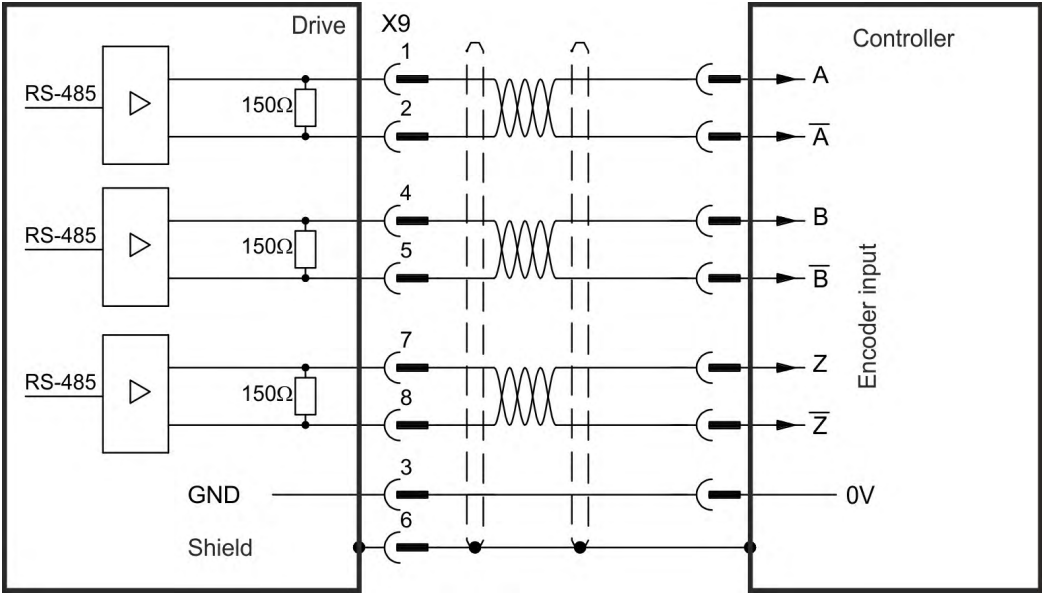 Drive X9 Controller
1
RS-485 150Ω A
2
A̅
4
RS-485 150Ω B
5
B̅
Encoder input
7
RS-485 150Ω Z
8
Z̅
3
GND 0V
6
Shield